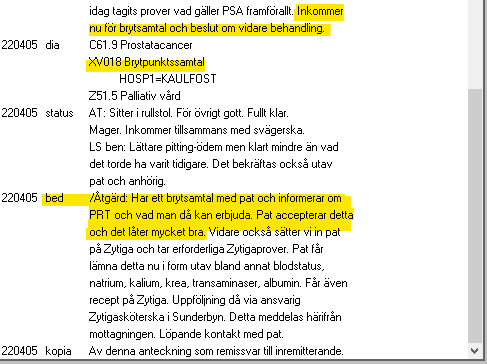 idag tagits prover vad gäller PSA framförallt. Inkommer
nu för brytsamtal och beslut om vidare behandling.
220405 dia C61.9 Prostatacancer
XV018 Brytpunktssamtal
HOSP1=KAULFOST
Z51.5 Palliativ vård
220405 status AT: Sitter i rullstol. För övrigt gott. Fullt klar.
Mager. Inkommer tillsammans med svägerska.
LS ben: Lättare pitting-ödem men klart mindre än vad
det torde ha varit tidigare. Det bekräftas också utav
pat och anhörig.
220405 bed /Åtgärd: Har ett brytsamtal med pat och informerar om
PRT och vad man då kan erbjuda. Pat accepterar detta
och det låter mycket bra. Vidare också sätter vi in pat
på Zytiga och tar erforderliga Zytigaprover. Pat får
lämna detta nu i form utav bland annat blodstatus,
natrium, kalium, krea, transaminaser, albumin. Får även
recept på Zytiga. Uppföljning då via ansvarig
Zytigasköterska i Sunderbyn. Detta meddelas härifrån
mottagningen. Löpande kontakt med pat.
220405 kopia Av denna anteckning som remissvar till inremitterande.